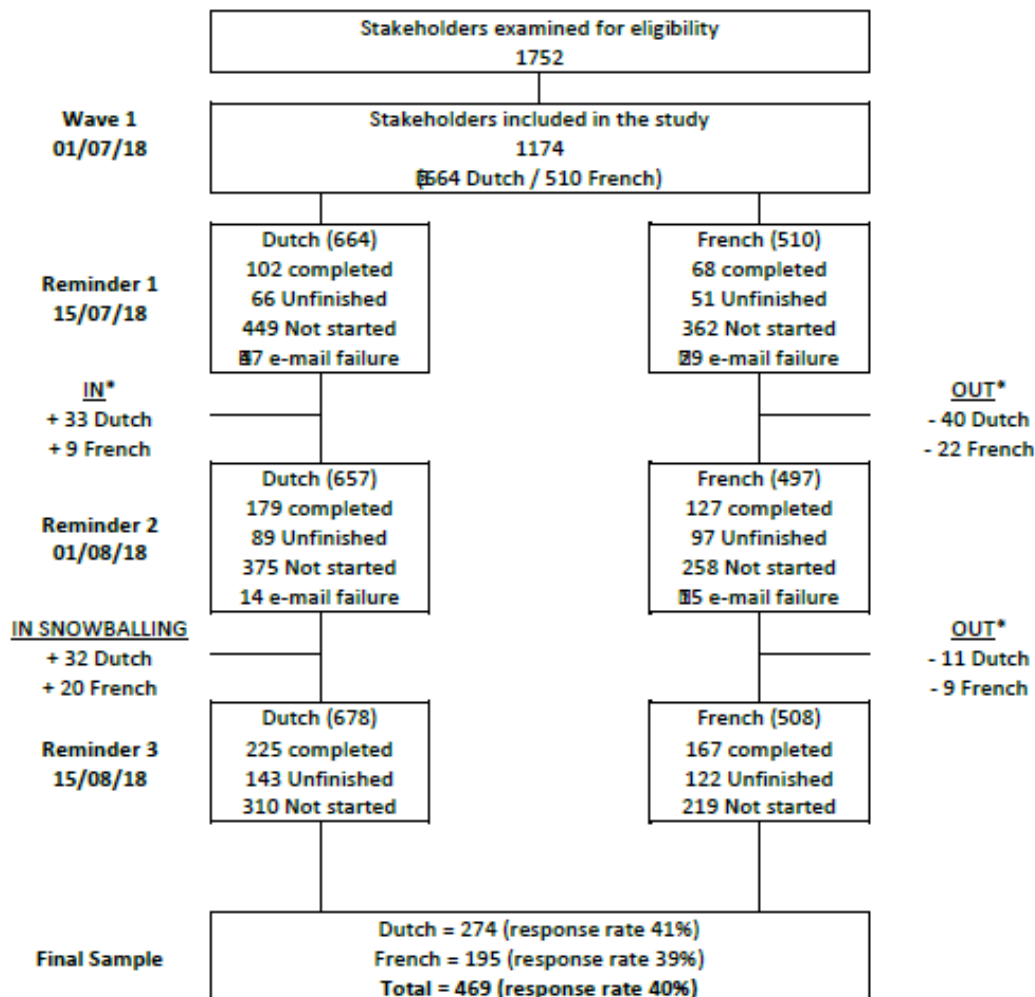 Stakeholders examined for eligibility
1752
Wave 1
01/07/18
Stakeholders included in the study
1174
(664 Dutch / 510 French)
Reminder 1
15/07/18
Dutch (664)
102 completed
66 Unfinished
449 Not started
47 e-mail failure
French (510)
68 completed
51 Unfinished
362 Not started
29 e-mail failure
IN*
+ 33 Dutch
+ 9 French
OUT*
- 40 Dutch
- 22 French
Reminder 2
01/08/18
Dutch (657)
179 completed
89 Unfinished
375 Not started
14 e-mail failure
French (497)
127 completed
97 Unfinished
258 Not started
15 e-mail failure
IN SNOWBALLING
+ 32 Dutch
+ 20 French
OUT*
- 11 Dutch
- 9 French
Reminder 3
15/08/18
Dutch (678)
225 completed
143 Unfinished
310 Not started
French (508)
167 completed
122 Unfinished
219 Not started
Final Sample
Dutch = 274 (response rate 41%)
French = 195 (response rate 39%)
Total = 469 (response rate 40%)